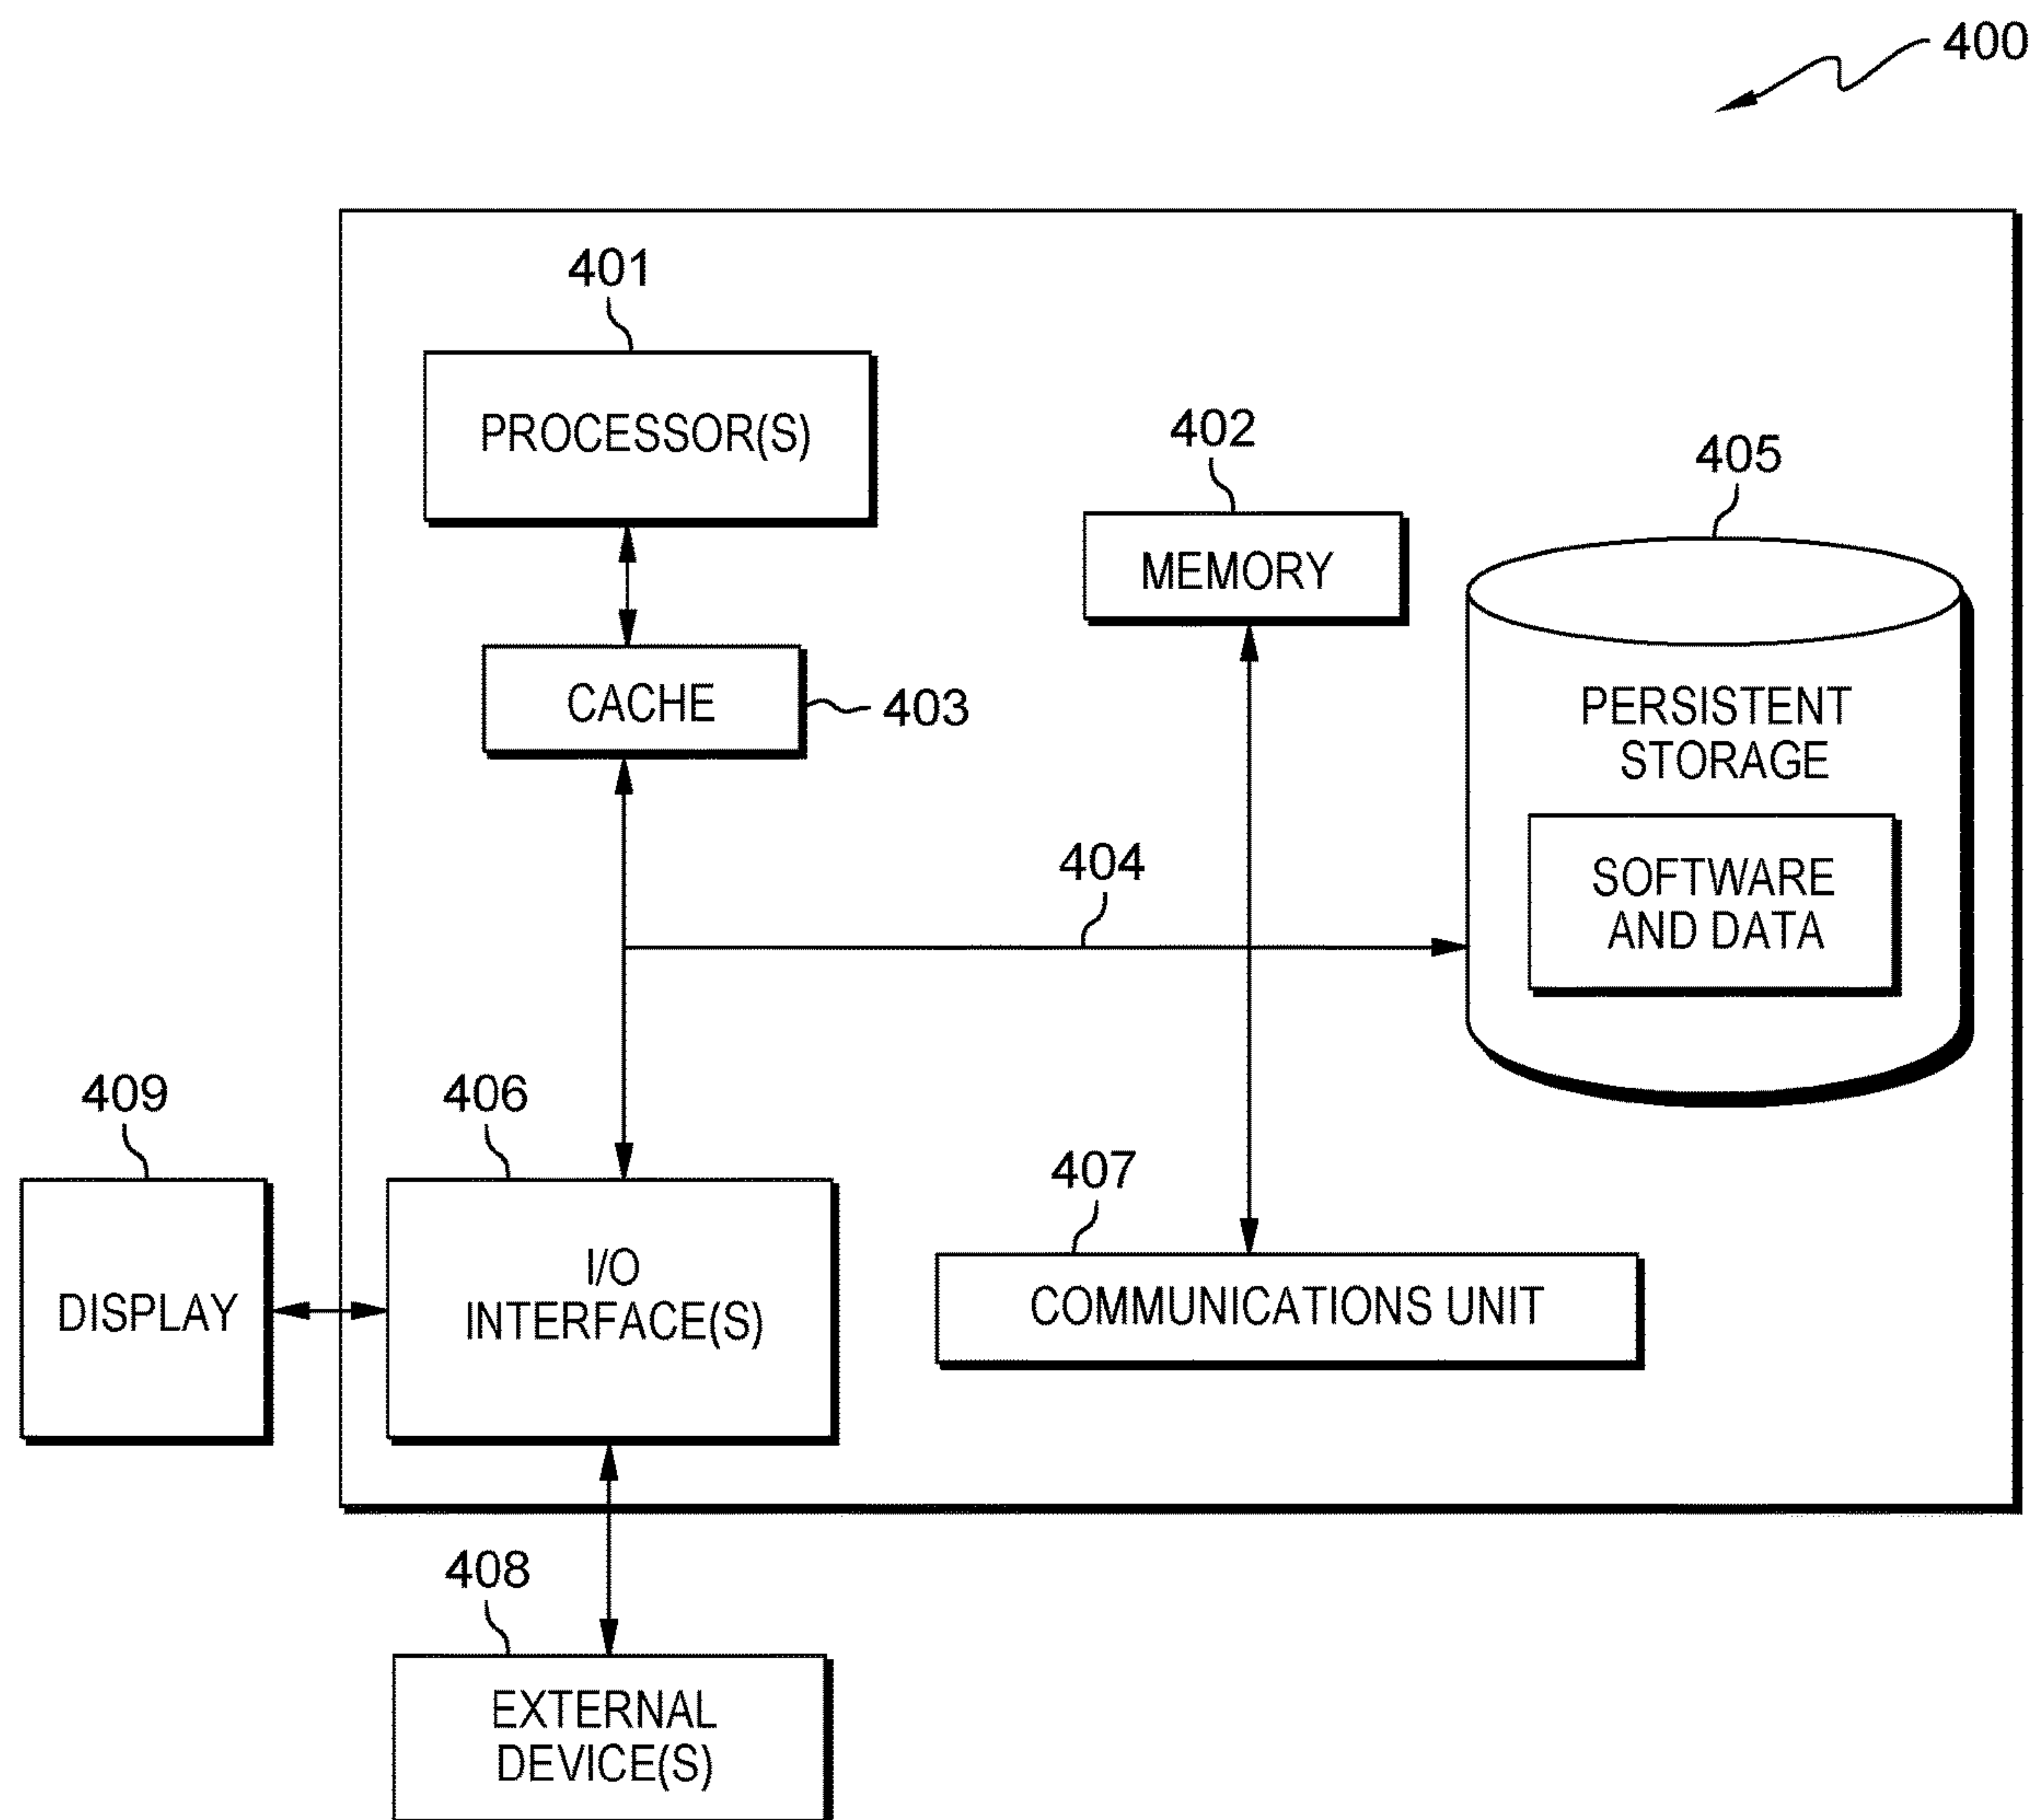 400
401
PROCESSOR(S)
402
MEMORY
405
CACHE
403
PERSISTENT
STORAGE
404
SOFTWARE
AND DATA
409
406
407
DISPLAY
I/O
INTERFACE(S)
COMMUNICATIONS UNIT
408
EXTERNAL
DEVICE(S)